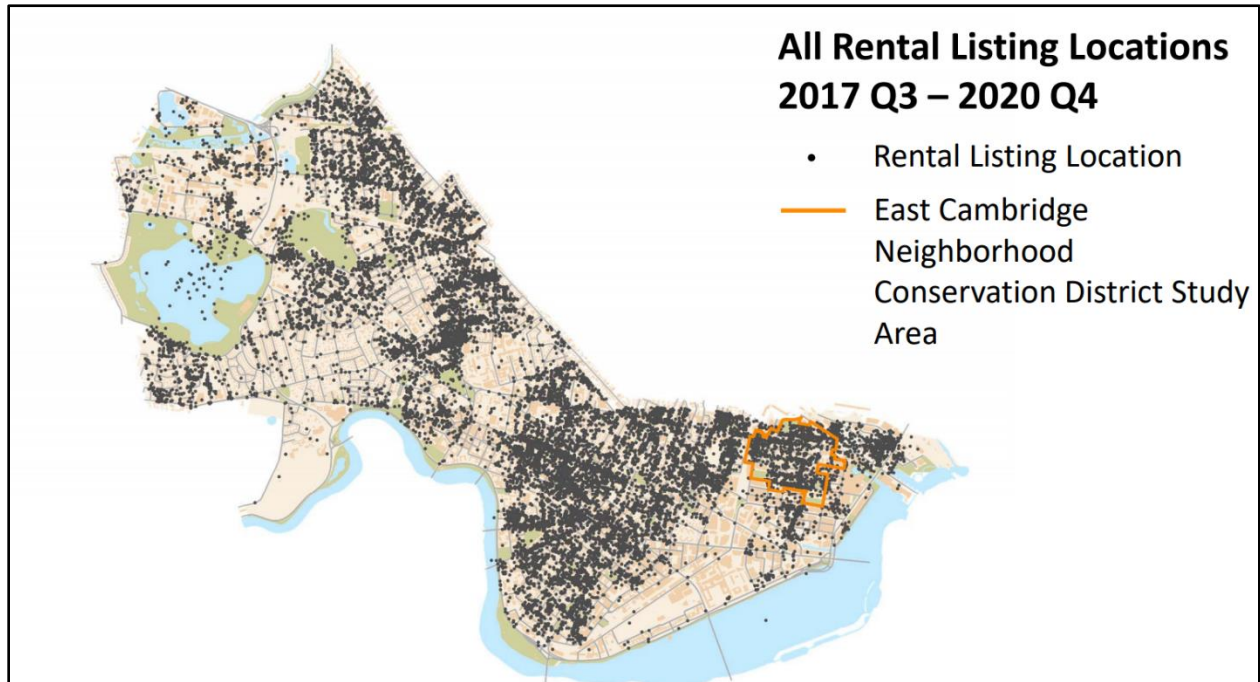 All Rental Listing Locations
2017 Q3 – 2020 Q4
Rental Listing Location
East Cambridge
Neighborhood
Conservation District Study
Area